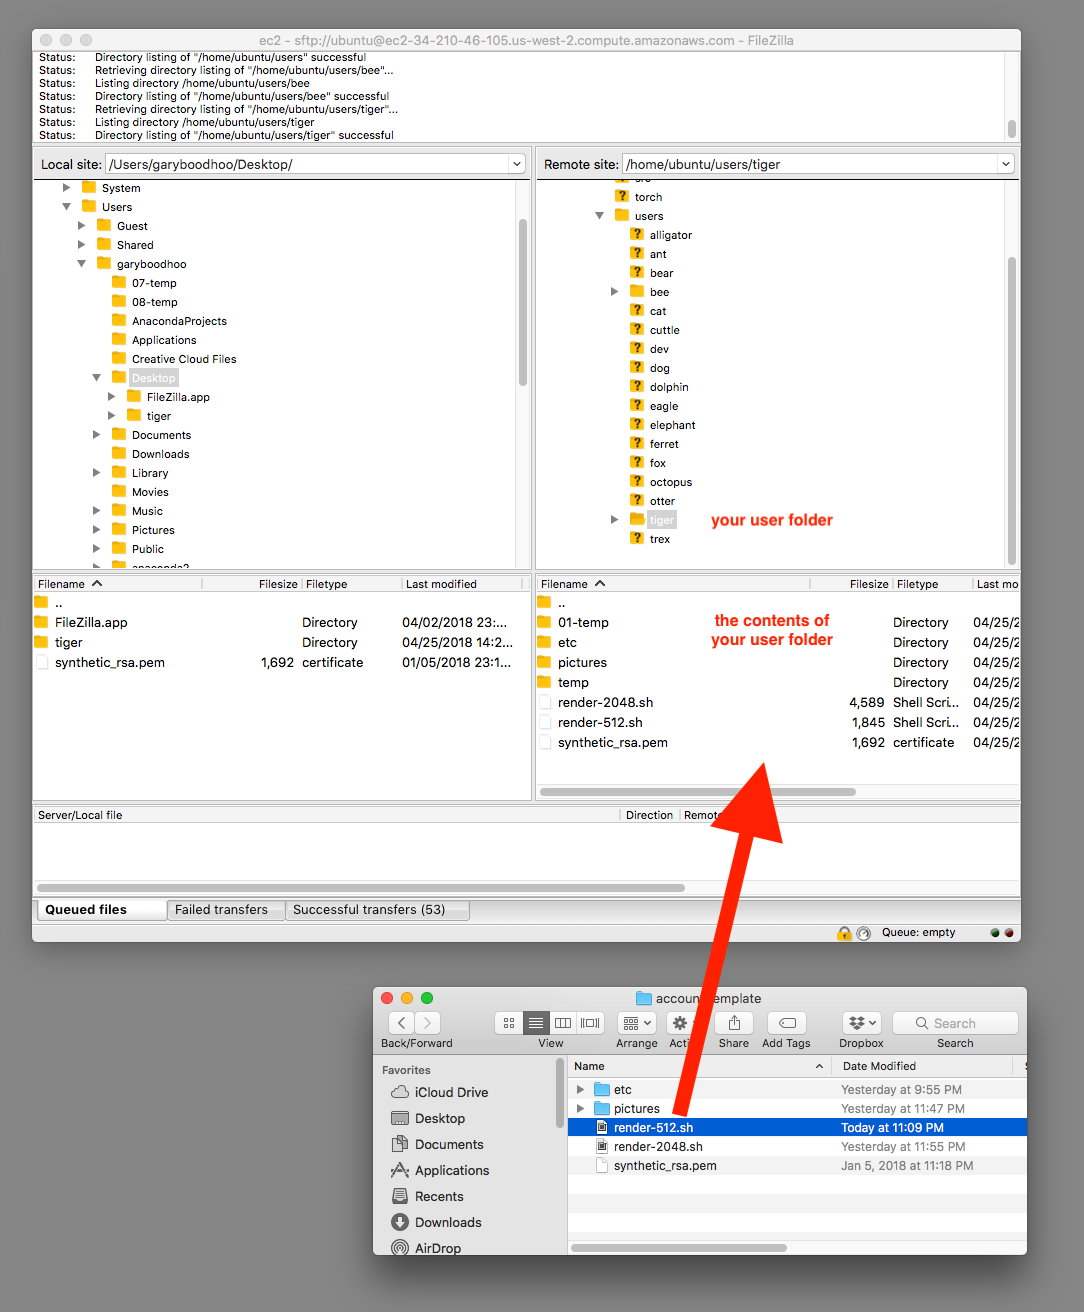 ec2 - sftp://ubuntu@ec2-34-210-46-105.us-west-2.compute.amazonaws.com - FileZilla
Status: Directory listing of "/home/ubuntu/users" successful
Status: Retrieving directory listing of "/home/ubuntu/users/bee"...
Status: Listing directory /home/ubuntu/users/bee
Status: Directory listing of "/home/ubuntu/users/bee" successful
Status: Retrieving directory listing of "/home/ubuntu/users/tiger"...
Status: Listing directory /home/ubuntu/users/tiger
Status: Directory listing of "/home/ubuntu/users/tiger" successful
Local site: /Users/garyboodhoo/Desktop/
System
Users
Guest
Shared
garyboodhoo
07-temp
08-temp
AnacondaProjects
Applications
Creative Cloud Files
Desktop
FileZilla.app
tiger
Documents
Downloads
Library
Movies
Music
Pictures
Public
Remote site: /home/ubuntu/users/tiger
torch
users
alligator
ant
bear
bee
cat
cuttle
dev
dog
dolphin
eagle
elephant
ferret
fox
octopus
otter
tiger your user folder
trex
Filename Filesize Filetype Last modified
..
FileZilla.app Directory 04/02/2018 23:...
tiger Directory 04/25/2018 14:2...
synthetic_rsa.pem 1,692 certificate 01/05/2018 23:1...
Filename Filesize Filetype Last mo
..
01-temp Directory 04/25/2
etc Directory 04/25/2
pictures Directory 04/25/2
temp Directory 04/25/2
render-2048.sh 4,589 Shell Scri... 04/25/2
render-512.sh 1,845 Shell Scri... 04/25/2
synthetic_rsa.pem 1,692 certificate 04/25/2
the contents of
your user folder
Server/Local file Direction Remote
Queued files Failed transfers Successful transfers (53)
Queue: empty
Back/Forward View Arrange Share Add Tags Dropbox Search
Search
Favorites
iCloud Drive
Desktop
Documents
Applications
Recents
Downloads
AirDrop
Name Date Modified
etc Yesterday at 9:55 PM
pictures Yesterday at 11:47 PM
render-512.sh Today at 11:09 PM
render-2048.sh Yesterday at 11:55 PM
synthetic_rsa.pem Jan 5, 2018 at 11:18 PM